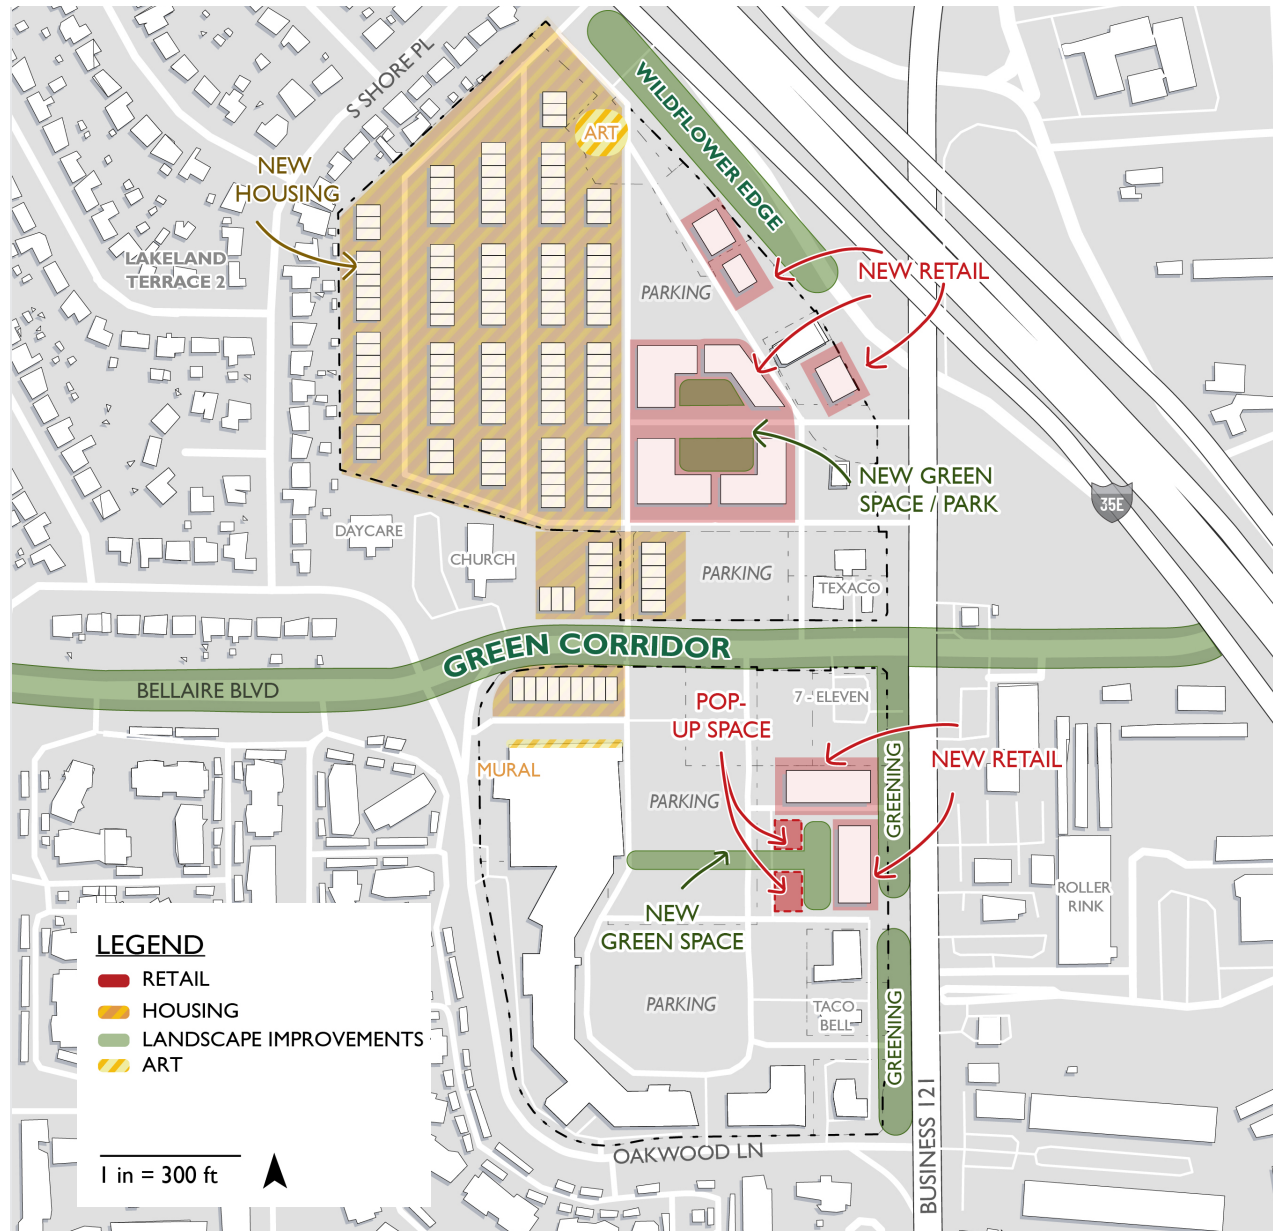 S SHORE PL
WILDFLOWER EDGE
ART
NEW
HOUSING
LAKELAND
TERRACE 2
NEW RETAIL
PARKING
NEW GREEN
SPACE / PARK
35E
DAYCARE
CHURCH
PARKING
TEXACO
GREEN CORRIDOR
BELLAIRE BLVD
7 - ELEVEN
POP-
UP SPACE
NEW RETAIL
MURAL
PARKING
GREENING
ROLLER
RINK
NEW
GREEN SPACE
PARKING
TACO
BELL
GREENING
BUSINESS 121
OAKWOOD LN
LEGEND
RETAIL
HOUSING
LANDSCAPE IMPROVEMENTS
ART
1 in = 300 ft